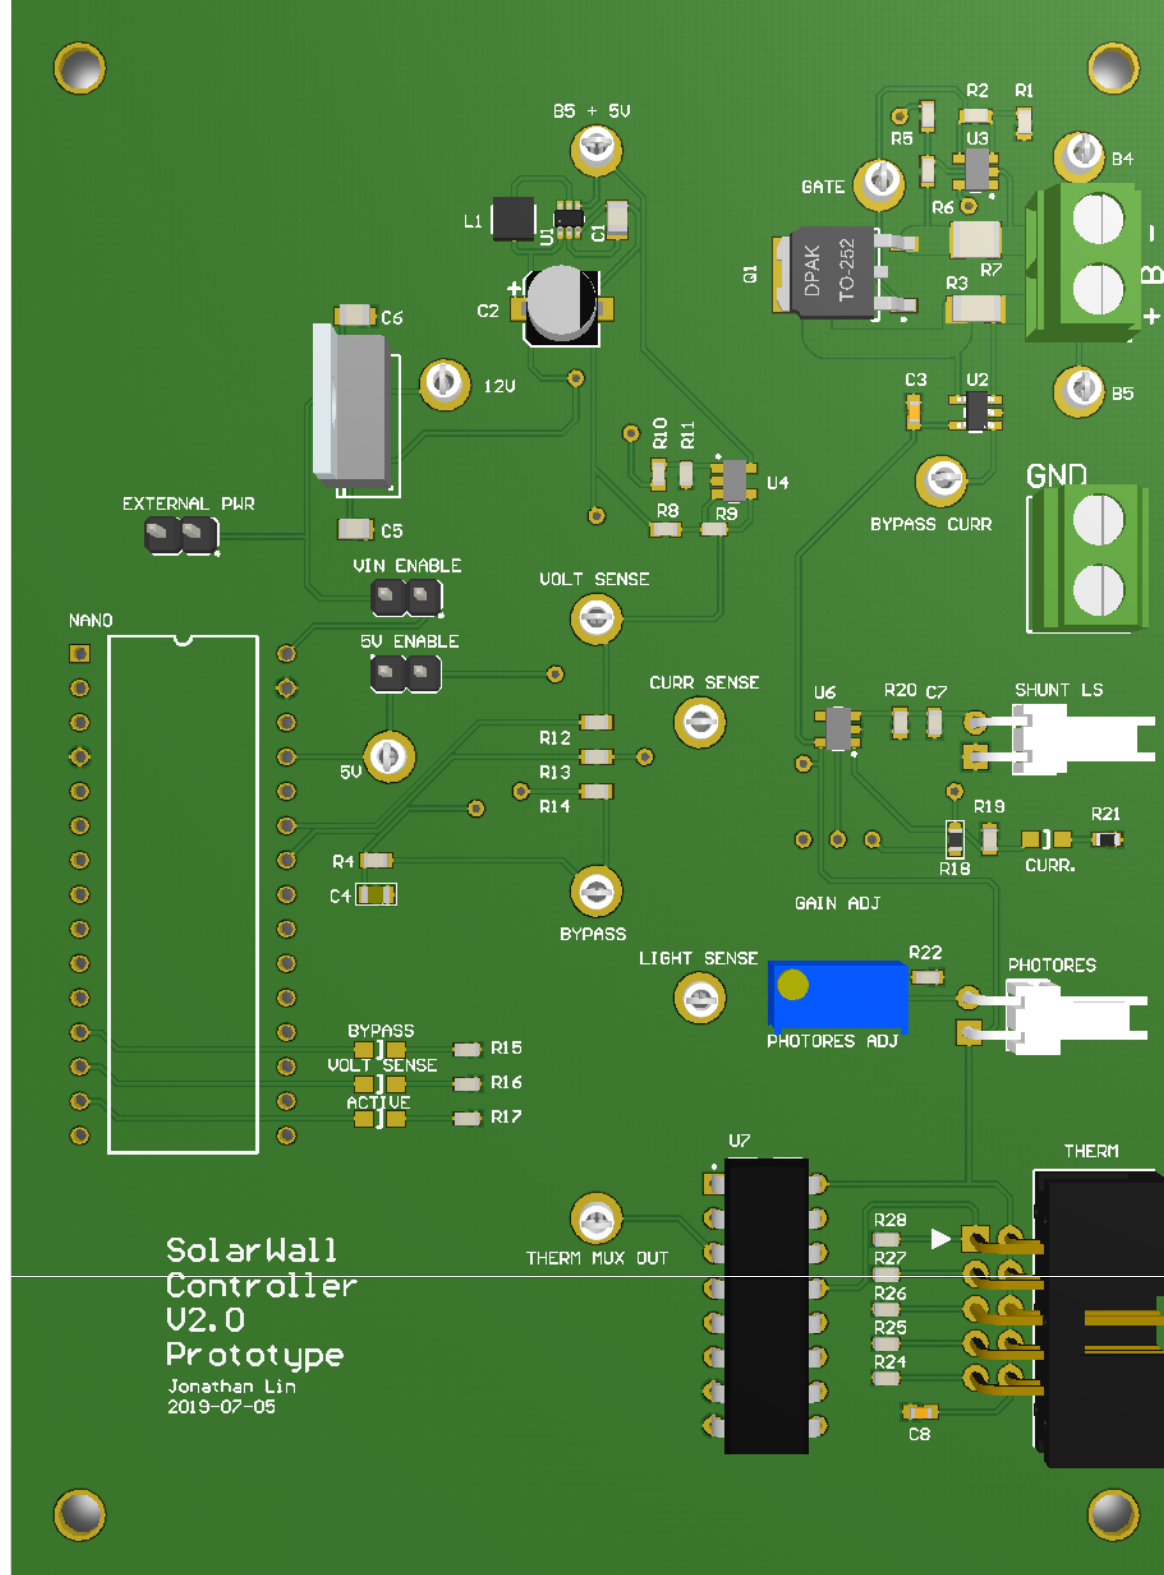 B5 + 5V
R2
R1
R5
U3
B4
GATE
R6
L1
U1
C1
B -
+
Q1
DPAK
TO-252
R7
R3
C6
C2
12V
C3
U2
B5
R10
R11
U4
GND
EXTERNAL PWR
C5
R8
R9
BYPASS CURR
VIN ENABLE
VOLT SENSE
NANO
5V ENABLE
CURR SENSE
U6
R20
C7
SHUNT LS
R12
5V
R13
R14
R19
R21
R4
R18
CURR.
C4
GAIN ADJ
BYPASS
LIGHT SENSE
R22
PHOTORES
BYPASS
PHOTORES ADJ
R15
VOLT SENSE
R16
ACTIVE
R17
U7
THERM
R28
THERM MUX OUT
R27
R26
R25
R24
C8
SolarWall
Controller
V2.0
Prototype
Jonathan Lin
2019-07-05